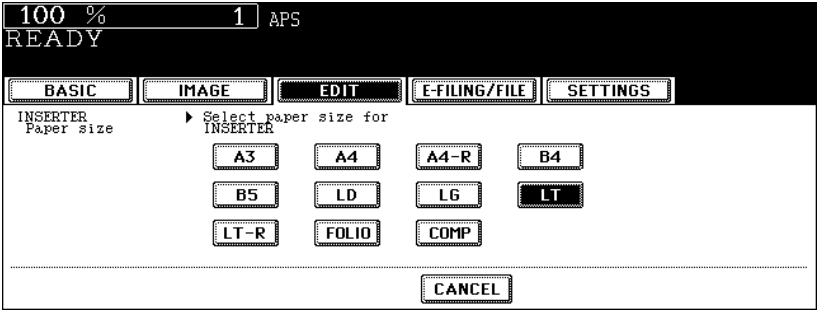 100 % 1 APS
READY
BASIC IMAGE EDIT E-FILING/FILE SETTINGS
INSERTER
Paper size
Select paper size for
INSERTER
A3 A4 A4-R B4
B5 LD LG LT
LT-R FOLIO COMP
CANCEL